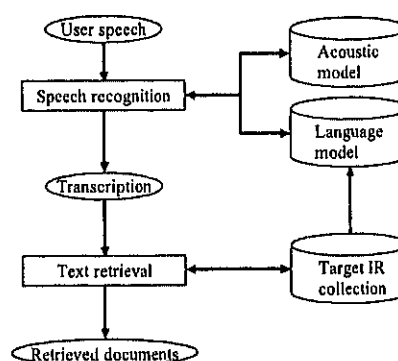 User speech
Acoustic
model
Speech recognition
Language
model
Transcription
Text retrieval
Target IR
collection
Retrieved documents